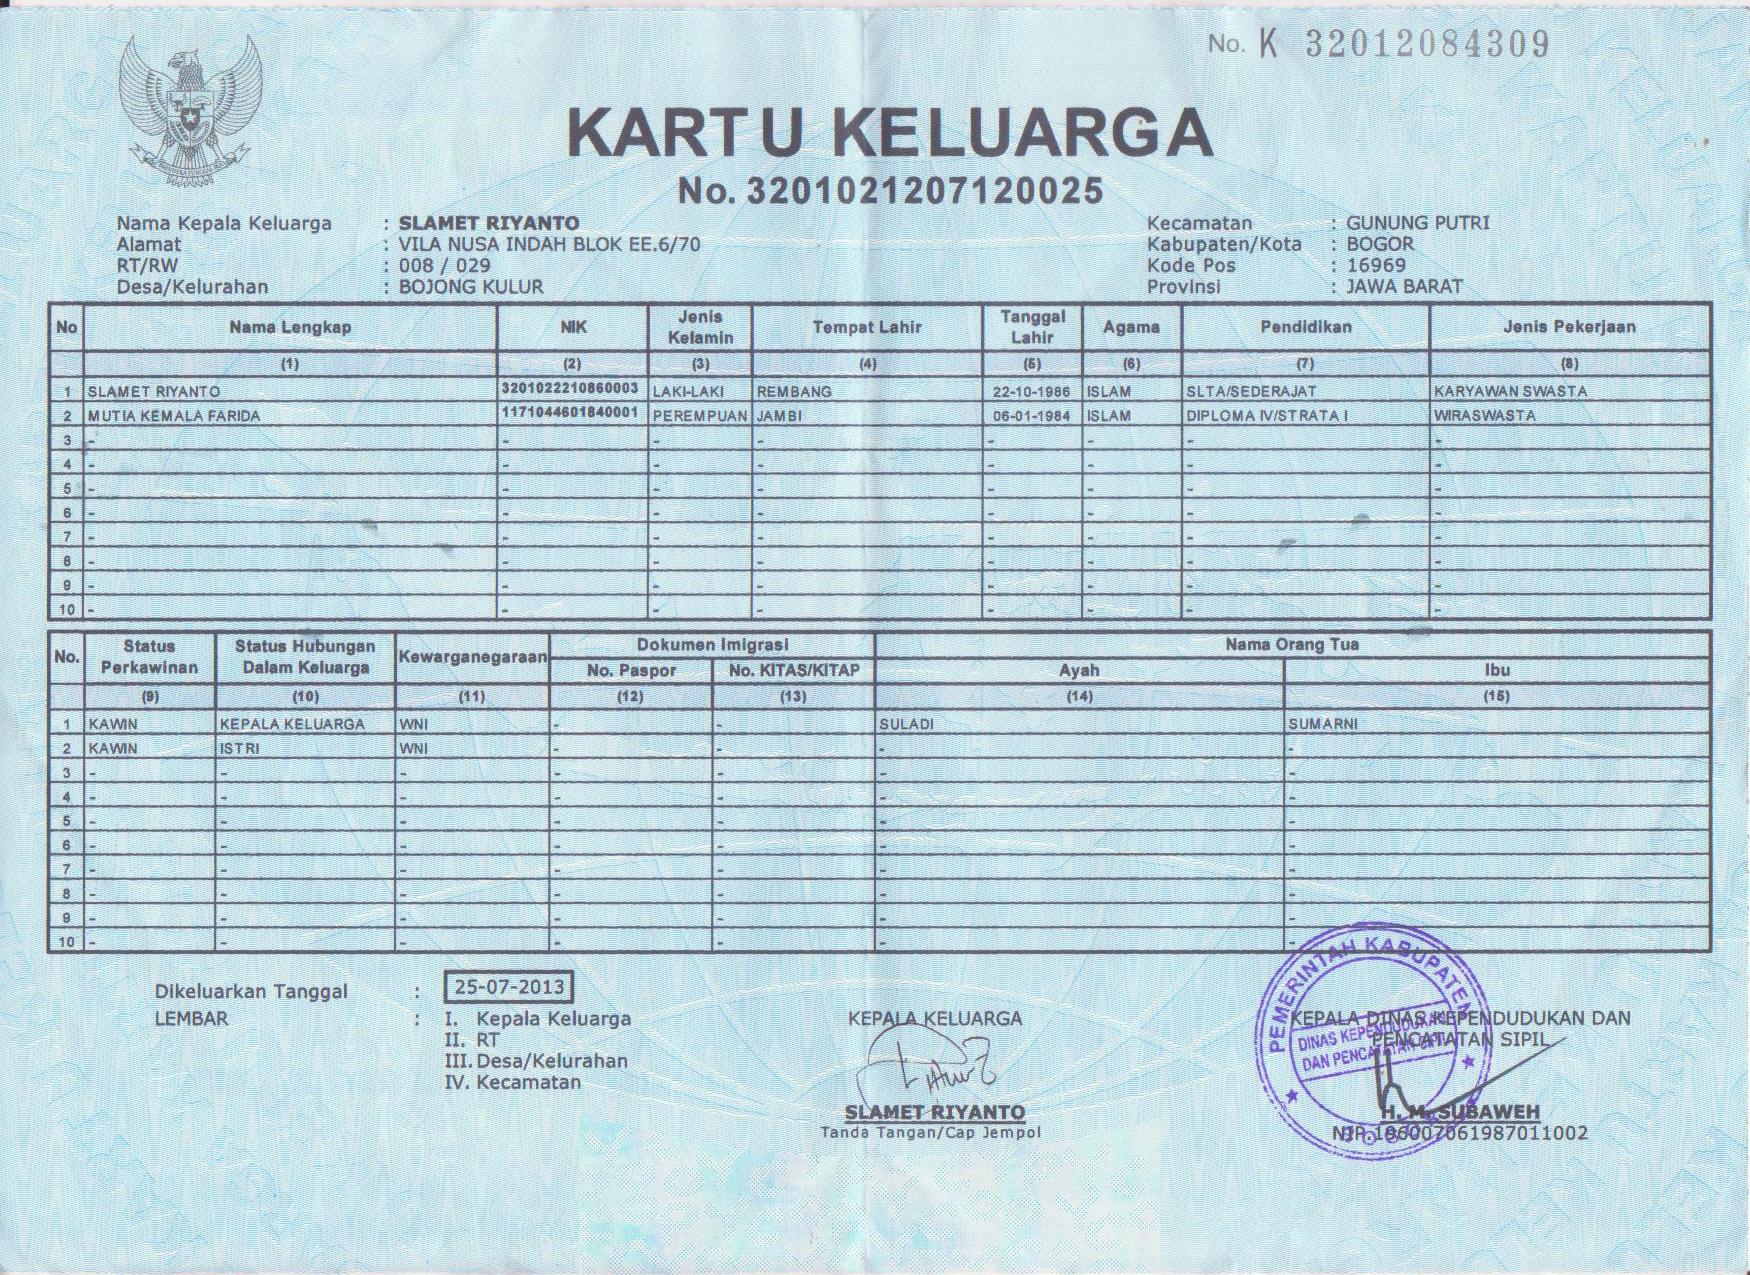 No. K 32012084309
KARTU KELUARGA
No. 3201021207120025
Nama Kepala Keluarga : SLAMET RIYANTO
Alamat : VILA NUSA INDAH BLOK EE.6/70
RT/RW : 008 / 029
Desa/Kelurahan : BOJONG KULUR
Kecamatan : GUNUNG PUTRI
Kabupaten/Kota : BOGOR
Kode Pos : 16969
Provinsi : JAWA BARAT
No Nama Lengkap NIK Jenis Kelamin Tempat Lahir Tanggal Lahir Agama Pendidikan Jenis Pekerjaan
(1) (2) (3) (4) (5) (6) (7) (8)
1 SLAMET RIYANTO 3201022210860003 LAKI-LAKI REMBANG 22-10-1986 ISLAM SLTA/SEDERAJAT KARYAWAN SWASTA
2 MUTIA KEMALA FARIDA 1171044601840001 PEREMPUAN JAMBI 06-01-1984 ISLAM DIPLOMA IV/STRATA I WIRASWASTA
3 - - - - - - - -
4 - - - - - - - -
5 - - - - - - - -
6 - - - - - - - -
7 - - - - - - - -
8 - - - - - - - -
9 - - - - - - - -
10 - - - - - - - -
No. Status Perkawinan Status Hubungan Dalam Keluarga Kewarganegaraan Dokumen Imigrasi Nama Orang Tua
No. Paspor No. KITAS/KITAP Ayah Ibu
(9) (10) (11) (12) (13) (14) (15)
1 KAWIN KEPALA KELUARGA WNI - - SULADI SUMARNI
2 KAWIN ISTRI WNI - - - -
3 - - - - - - -
4 - - - - - - -
5 - - - - - - -
6 - - - - - - -
7 - - - - - - -
8 - - - - - - -
9 - - - - - - -
10 - - - - - - -
Dikeluarkan Tanggal : 25-07-2013
LEMBAR : I. Kepala Keluarga
II. RT
III. Desa/Kelurahan
IV. Kecamatan
KEPALA KELUARGA
SLAMET RIYANTO
Tanda Tangan/Cap Jempol
KEPALA DINAS KEPENDUDUKAN DAN
PENCATATAN SIPIL
H. M. SUBAWEH
NIP.196007061987011002
PEMERINTAH KABUPATEN
DINAS KEPENDUDUKAN
DAN PENCATATAN SIPIL
BOGOR